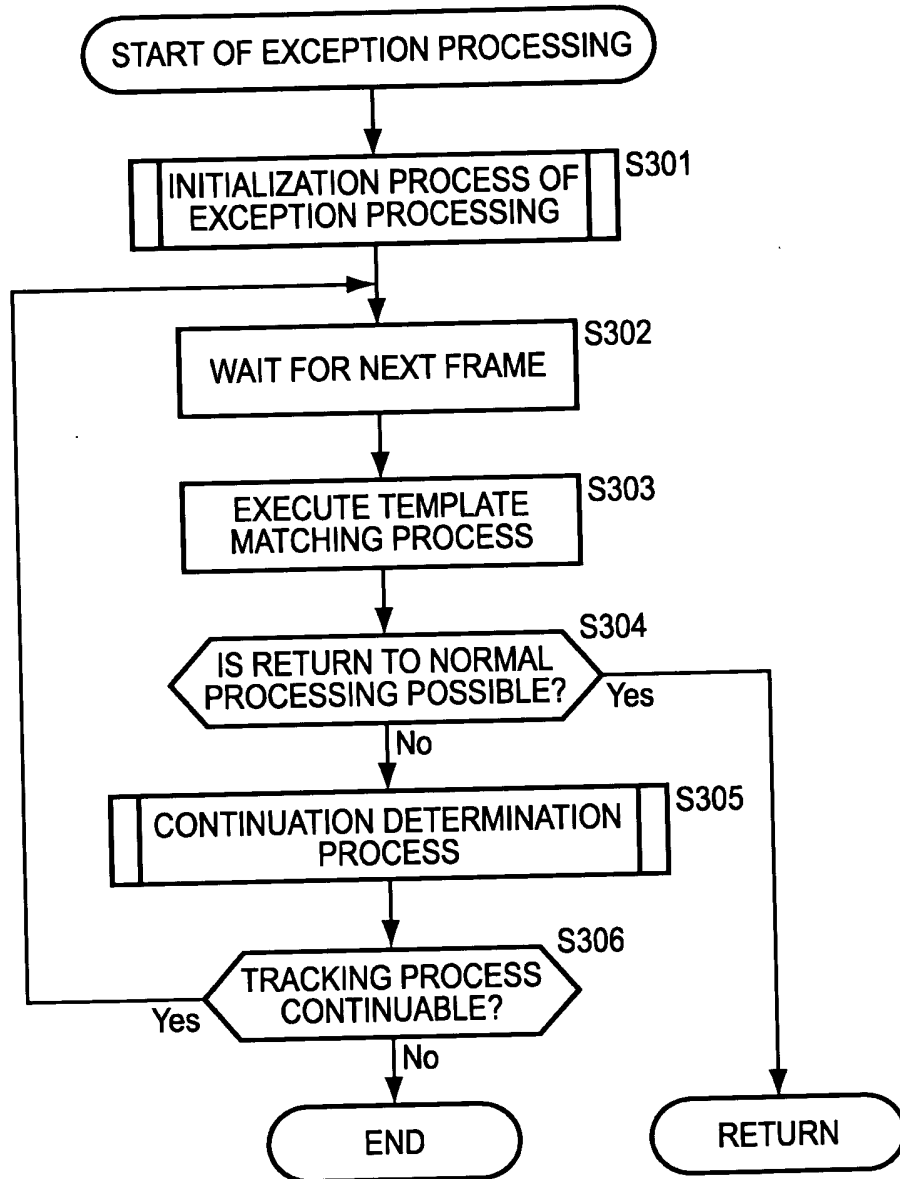 START OF EXCEPTION PROCESSING
S301
INITIALIZATION PROCESS OF
EXCEPTION PROCESSING
S302
WAIT FOR NEXT FRAME
S303
EXECUTE TEMPLATE
MATCHING PROCESS
S304
IS RETURN TO NORMAL
PROCESSING POSSIBLE?
Yes
No
S305
CONTINUATION DETERMINATION
PROCESS
S306
TRACKING PROCESS
CONTINUABLE?
Yes
No
END
RETURN